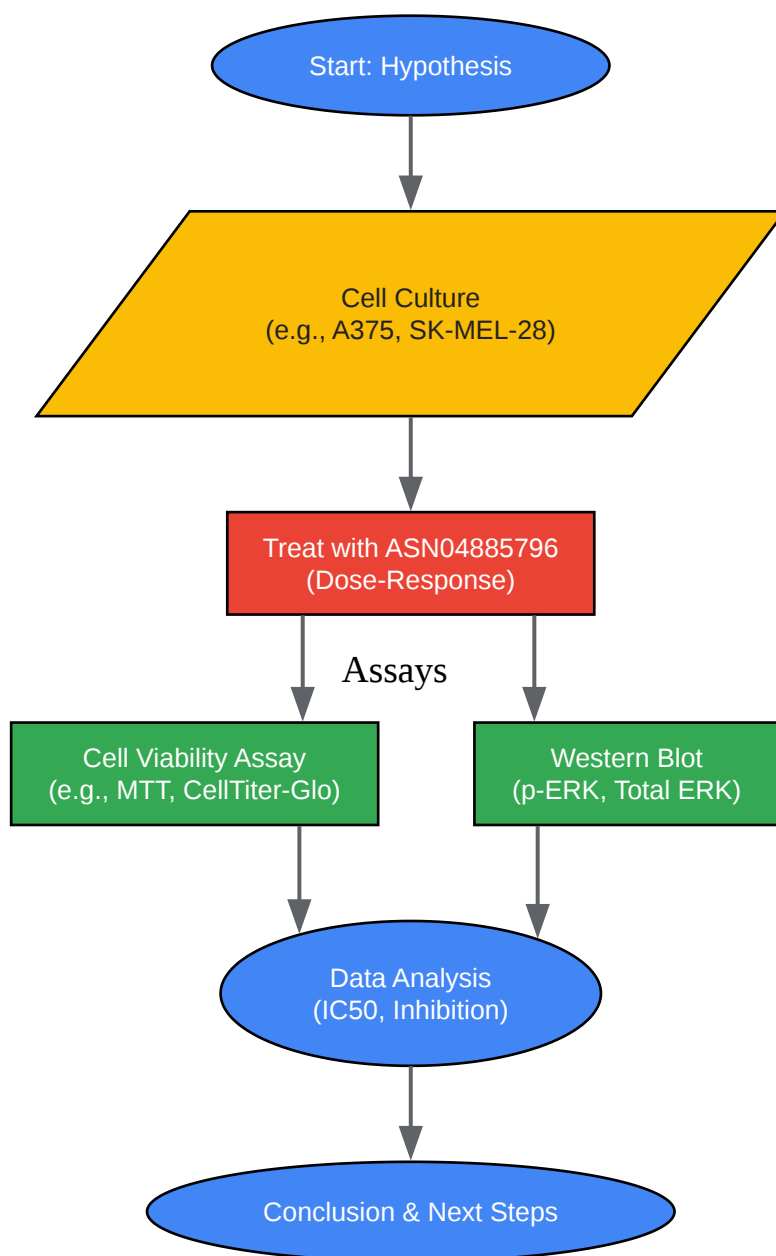 Start: Hypothesis
Cell Culture
(e.g., A375, SK-MEL-28)
Treat with ASN04885796
(Dose-Response)
Assays
Cell Viability Assay
(e.g., MTT, CellTiter-Glo)
Western Blot
(p-ERK, Total ERK)
Data Analysis
(IC50, Inhibition)
Conclusion & Next Steps